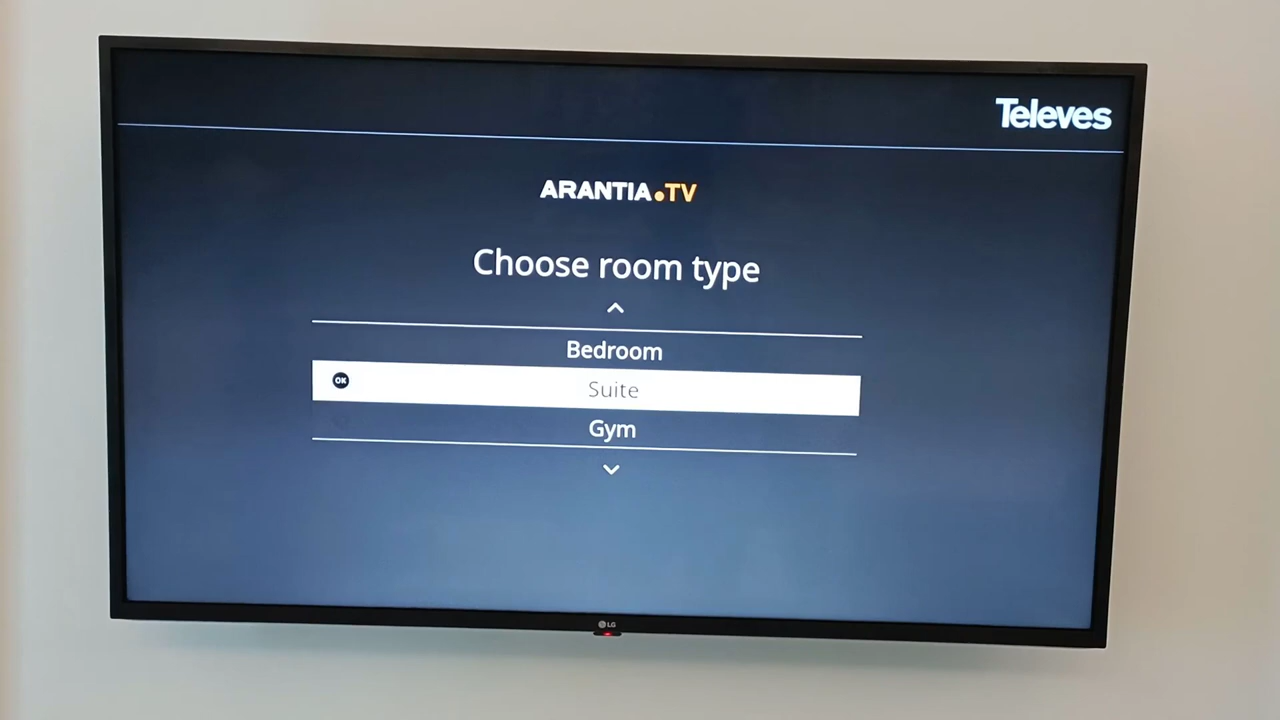 Televes
ARANTIA.TV
Choose room type
Bedroom
OK
Suite
Gym
LG